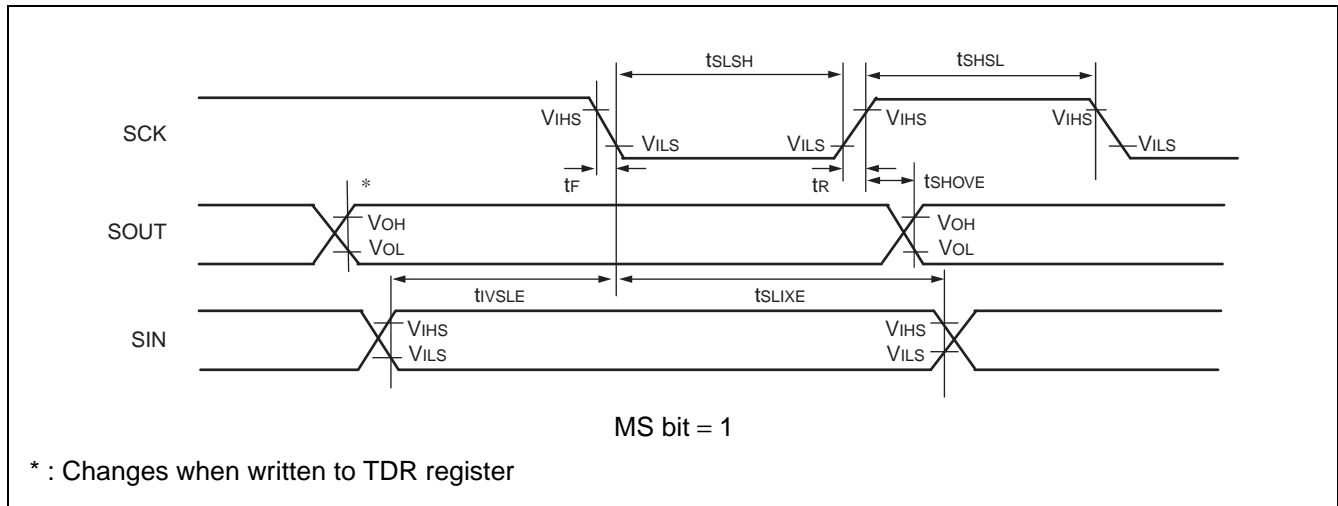 tSLSH tSHSL
SCK VIHS VILS VILS VIHS VIHS VILS
tF tR tSHOVE
*
SOUT VOH VOH
VOL VOL
tIVSLE tSLIXE
SIN VIHS VIHS
VILS VILS
MS bit = 1
* : Changes when written to TDR register